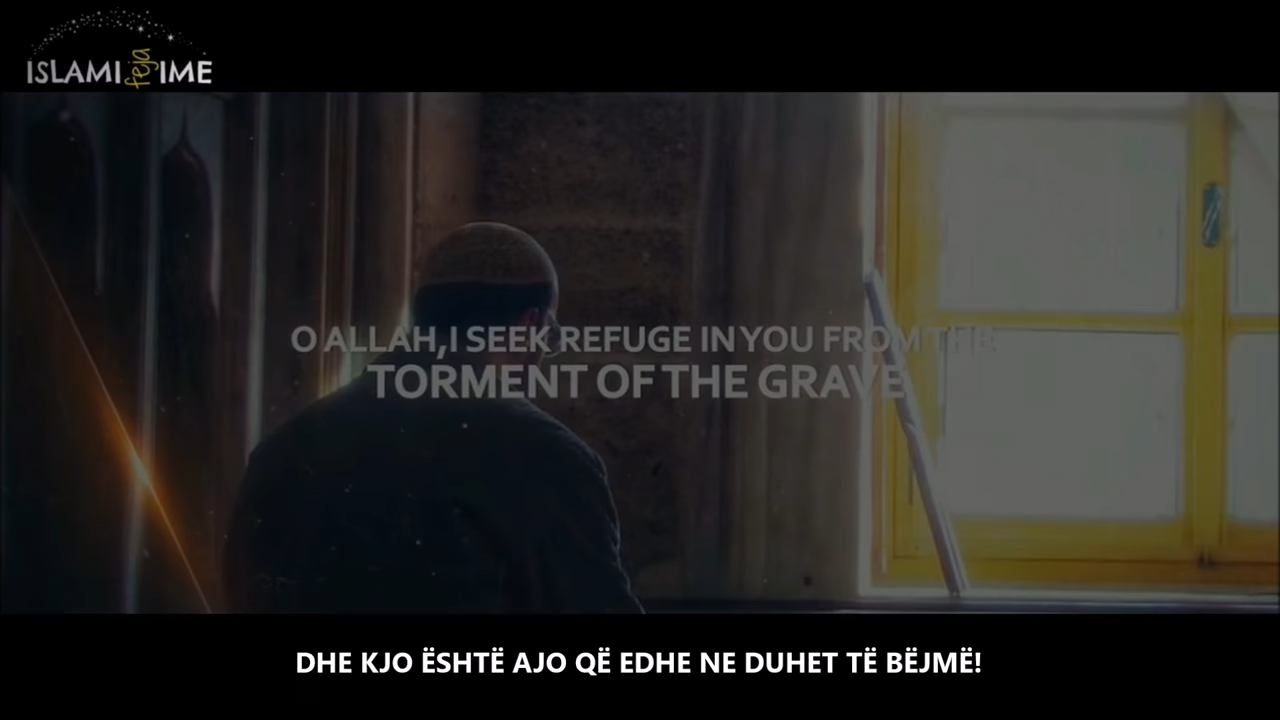 ISLAMI feja IME
O ALLAH, I SEEK REFUGE IN YOU FROM THE
TORMENT OF THE GRAVE
DHE KJO ËSHTË AJO QË EDHE NE DUHET TË BËJMË!